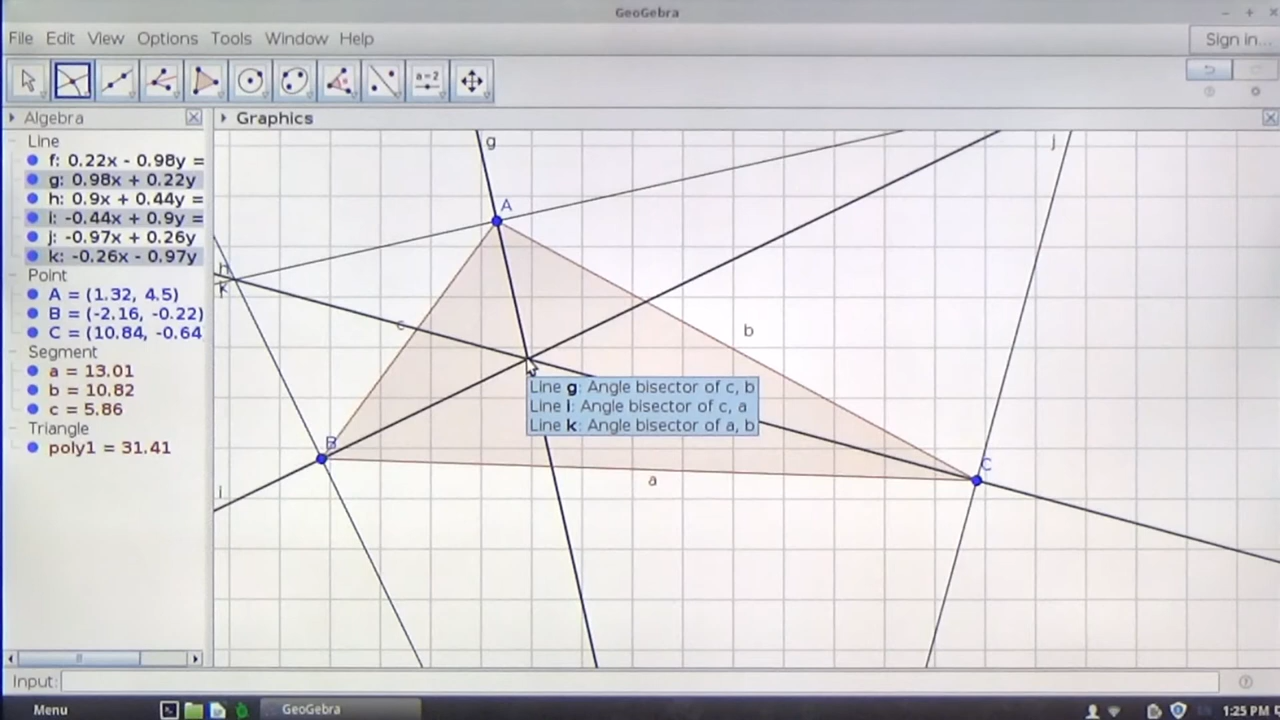 GeoGebra
File Edit View Options Tools Window Help
Sign in...
a=2
Algebra
Graphics
Line
f: 0.22x - 0.98y =
g: 0.98x + 0.22y
h: 0.9x + 0.44y =
i: -0.44x + 0.9y =
j: -0.97x + 0.26y
k: -0.26x - 0.97y
Point
A = (1.32, 4.5)
B = (-2.16, -0.22)
C = (10.84, -0.64
Segment
a = 13.01
b = 10.82
c = 5.86
Triangle
poly1 = 31.41
g
j
A
h
k
c
b
Line g: Angle bisector of c, b
Line i: Angle bisector of c, a
Line k: Angle bisector of a, b
B
C
i
a
Input:
Menu
GeoGebra
1:25 PM